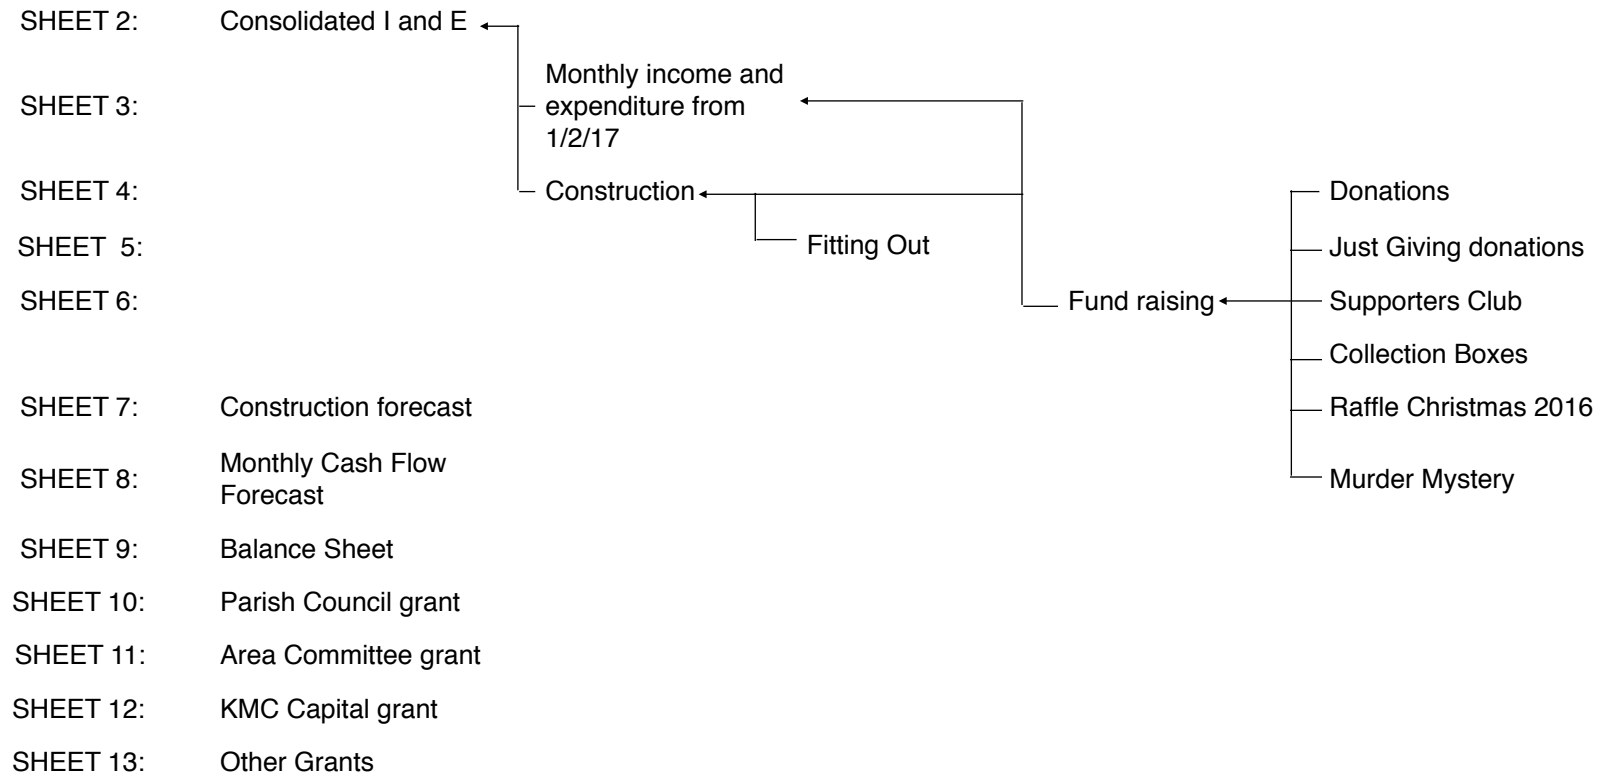 SHEET 2: Consolidated I and E
SHEET 3: Monthly income and
expenditure from
1/2/17
SHEET 4: Construction Donations
SHEET 5: Fitting Out Just Giving donations
SHEET 6: Fund raising Supporters Club
Collection Boxes
SHEET 7: Construction forecast Raffle Christmas 2016
SHEET 8: Monthly Cash Flow
Forecast
Murder Mystery
SHEET 9: Balance Sheet
SHEET 10: Parish Council grant
SHEET 11: Area Committee grant
SHEET 12: KMC Capital grant
SHEET 13: Other Grants